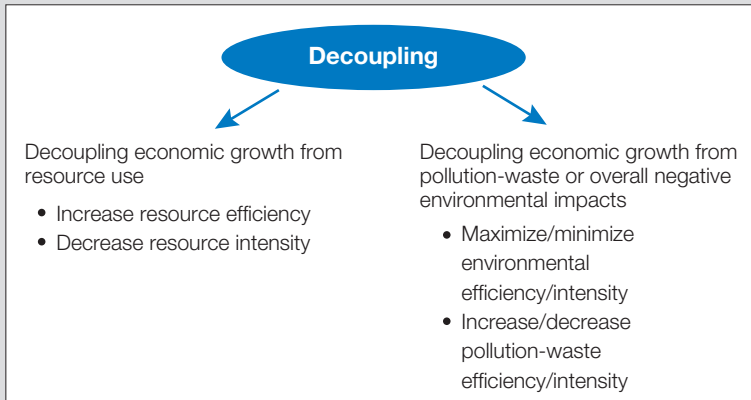 Decoupling
Decoupling economic growth from
resource use
• Increase resource efficiency
• Decrease resource intensity
Decoupling economic growth from
pollution-waste or overall negative
environmental impacts
• Maximize/minimize
environmental
efficiency/intensity
• Increase/decrease
pollution-waste
efficiency/intensity